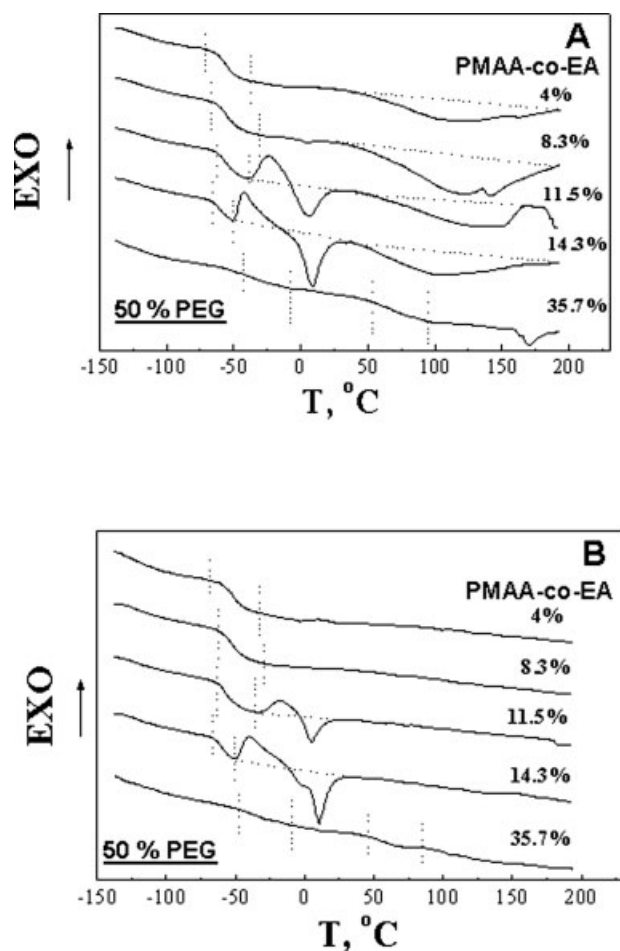 A
PMAA-co-EA
4%
8.3%
11.5%
14.3%
35.7%
EXO
50 % PEG
-150 -100 -50 0 50 100 150 200
T, °C
B
PMAA-co-EA
4%
8.3%
11.5%
14.3%
35.7%
EXO
50 % PEG
-150 -100 -50 0 50 100 150 200
T, °C